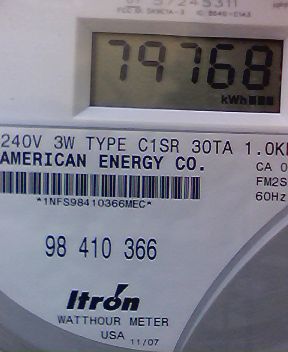 79768
kWh
240V 3W TYPE C1SR 30TA 1.0K
AMERICAN ENERGY CO.
CA 0
*1NFS98410366MEC*
FM2S
60Hz
98 410 366
Itron
WATTHOUR METER
USA 11/07